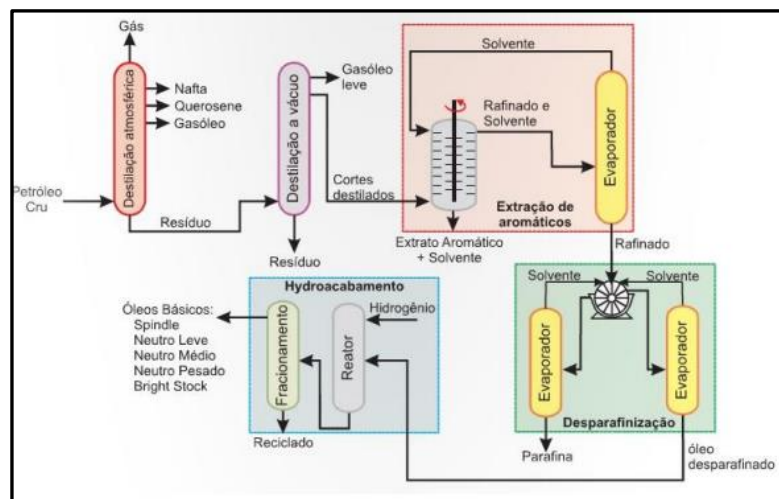 Gás
Destilação atmosférica
Nafta
Querosene
Gasóleo
Petróleo
Cru
Resíduo
Destilação a vácuo
Gasóleo
leve
Cortes
destilados
Resíduo
Solvente
Rafinado e
Solvente
Evaporador
Extração de
aromáticos
Extrato Aromático
+ Solvente
Rafinado
Solvente
Solvente
Evaporador
Evaporador
Desparafinização
Parafina
óleo
desparafinado
Hydroacabamento
Hidrogênio
Reator
Fracionamento
Reciclado
Óleos Básicos:
Spindle
Neutro Leve
Neutro Médio
Neutro Pesado
Bright Stock